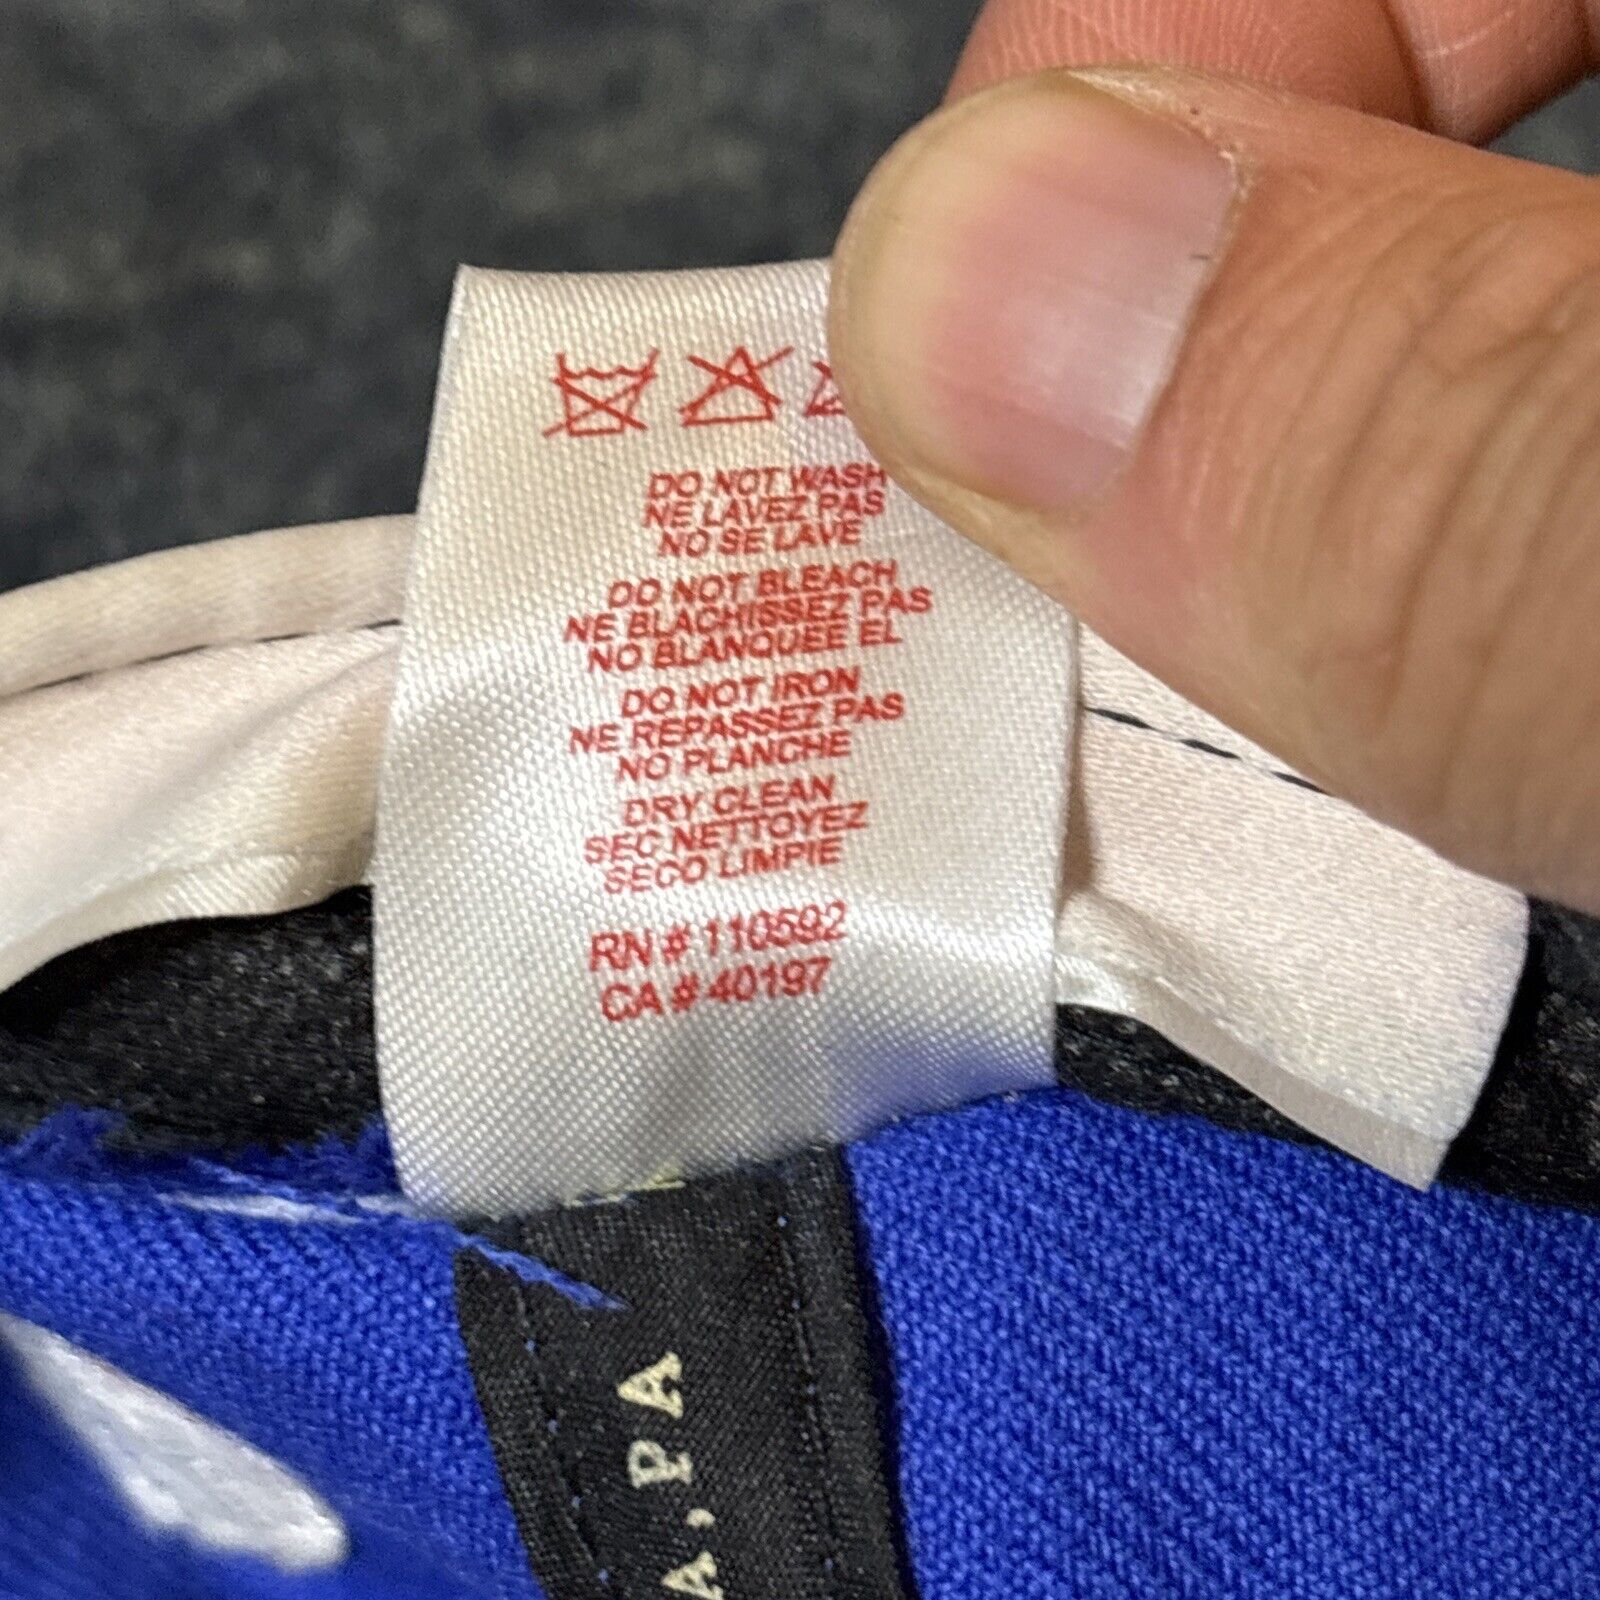 DO NOT WASH
NE LAVEZ PAS
NO SE LAVE
DO NOT BLEACH
NE BLACHISSEZ PAS
NO BLANQUEE EL
DO NOT IRON
NE REPASSEZ PAS
NO PLANCHE
DRY CLEAN
SEC NETTOYEZ
SECO LIMPIE
RN # 110592
CA # 40197
A, PA